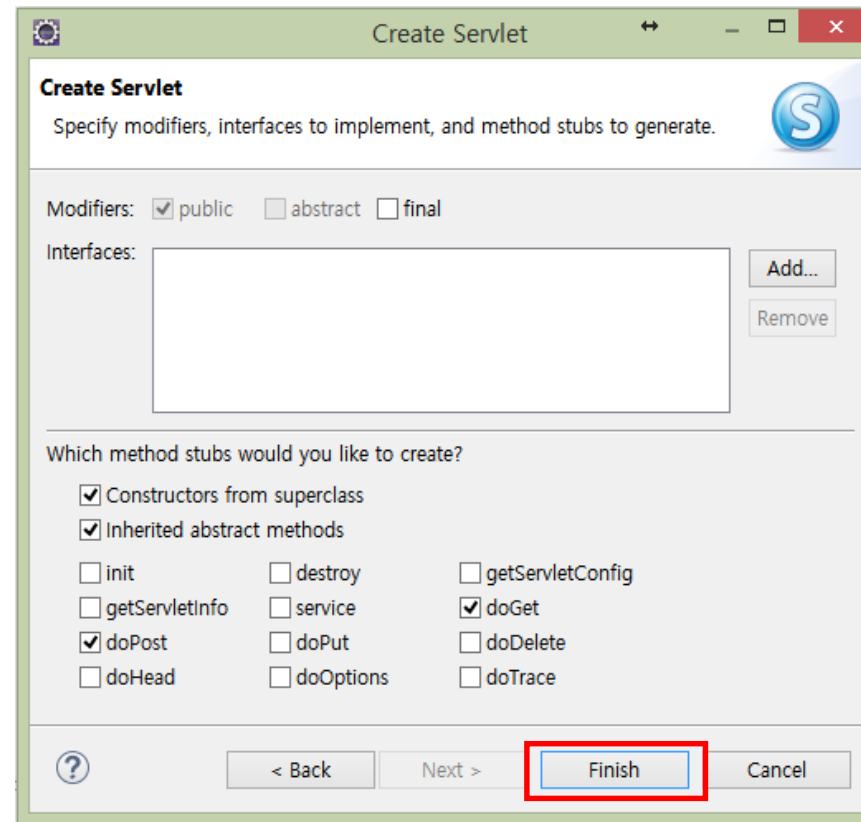 Create Servlet
Create Servlet
Specify modifiers, interfaces to implement, and method stubs to generate.
S
Modifiers: public abstract final
Interfaces:
Add...
Remove
Which method stubs would you like to create?
Constructors from superclass
Inherited abstract methods
init destroy getServletConfig
getServletInfo service doGet
doPost doPut doDelete
doHead doOptions doTrace
? < Back Next > Finish Cancel